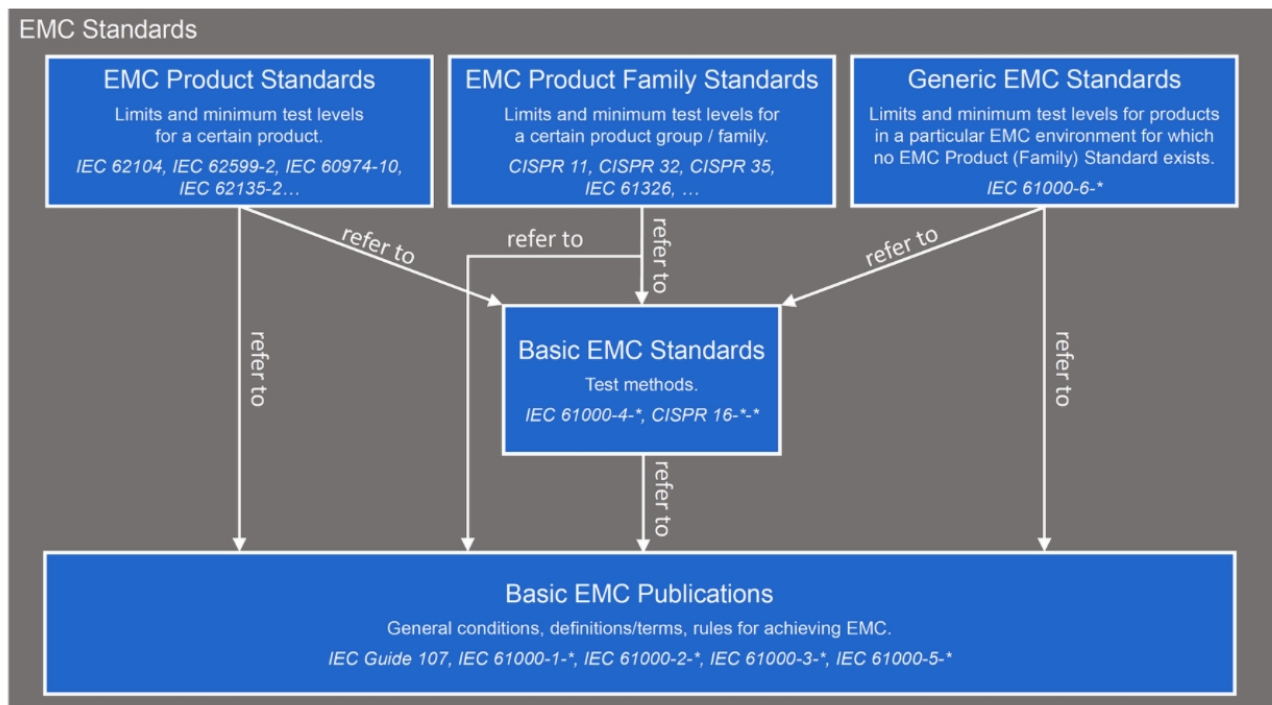 EMC Standards
EMC Product Standards
Limits and minimum test levels
for a certain product.
IEC 62104, IEC 62599-2, IEC 60974-10,
IEC 62135-2…
EMC Product Family Standards
Limits and minimum test levels for
a certain product group / family.
CISPR 11, CISPR 32, CISPR 35,
IEC 61326, …
Generic EMC Standards
Limits and minimum test levels for products
in a particular EMC environment for which
no EMC Product (Family) Standard exists.
IEC 61000-6-*
refer to
refer to
refer to
refer to
refer to
Basic EMC Standards
Test methods.
IEC 61000-4-*, CISPR 16-*-*
refer to
refer to
refer to
Basic EMC Publications
General conditions, definitions/terms, rules for achieving EMC.
IEC Guide 107, IEC 61000-1-*, IEC 61000-2-*, IEC 61000-3-*, IEC 61000-5-*